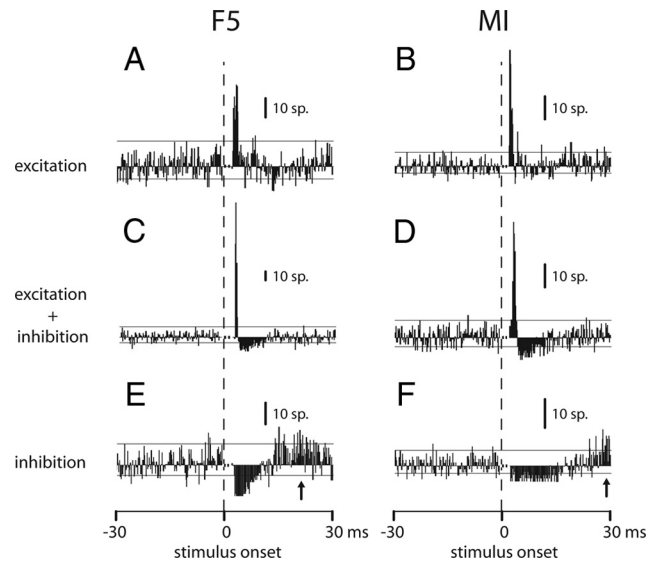 F5 MI
A B
10 sp. 10 sp.
excitation
C D
10 sp. 10 sp.
excitation
+
inhibition
E F
10 sp. 10 sp.
inhibition
-30 0 30 ms -30 0 30 ms
stimulus onset stimulus onset